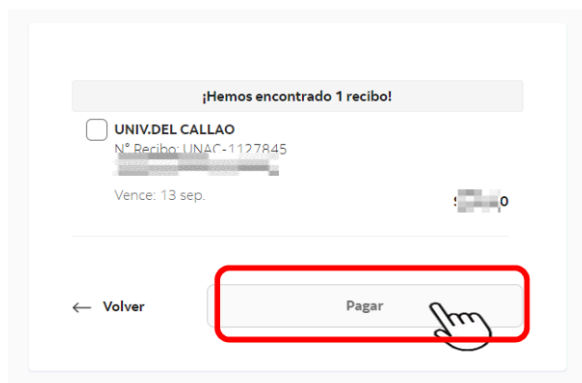 ¡Hemos encontrado 1 recibo!
UNIV.DEL CALLAO
N° Recibo: UNAC-1127845
Vence: 13 sep.
← Volver
Pagar